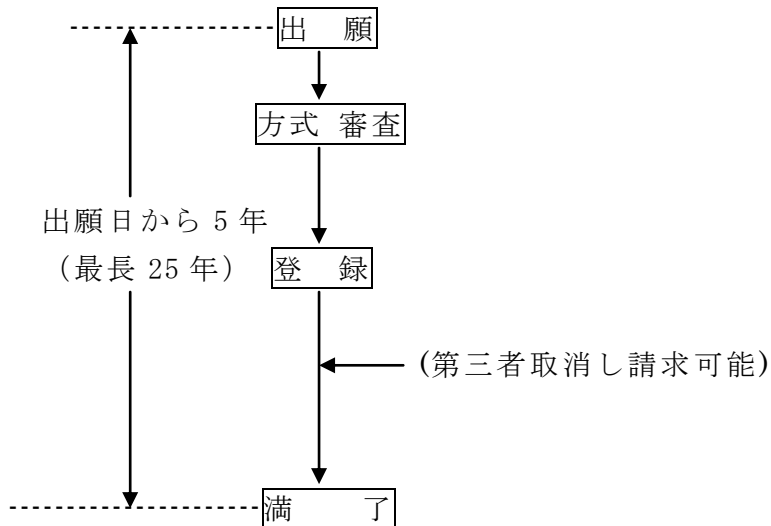 出　願
方式 審査
出願日から 5 年
（最長 25 年）
登　録
(第三者取消し請求可能)
満　　了